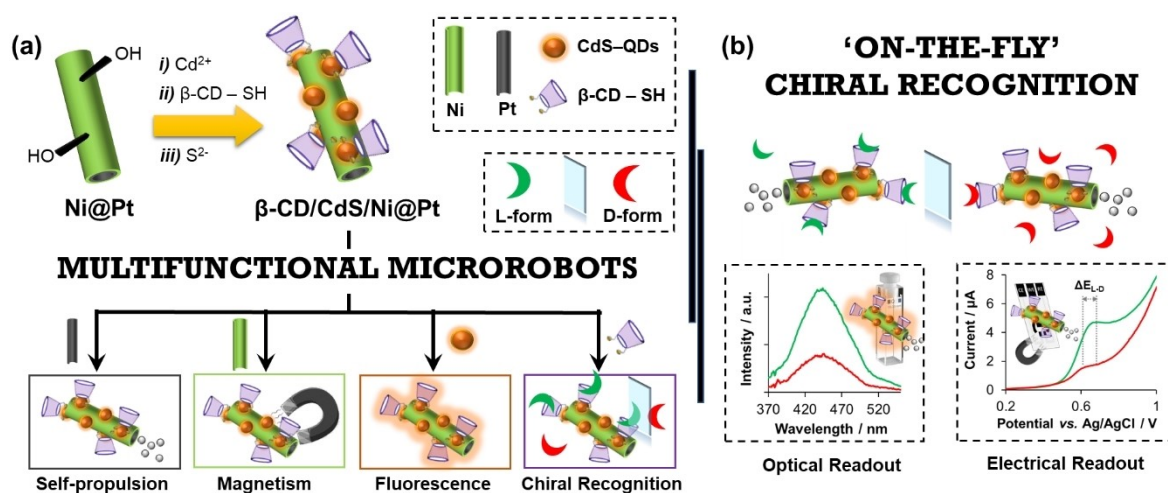 (a)
OH
HO
i) Cd²⁺
ii) β-CD – SH
iii) S²⁻
Ni@Pt
β-CD/CdS/Ni@Pt
Ni
Pt
CdS–QDs
β-CD – SH
L-form
D-form
MULTIFUNCTIONAL MICROROBOTS
Self-propulsion
Magnetism
Fluorescence
Chiral Recognition
(b)
‘ON-THE-FLY’
CHIRAL RECOGNITION
Intensity / a.u.
370
420
470
520
Wavelength / nm
Optical Readout
Current / µA
8
6
4
2
0
ΔE_L-D
0.2
0.6
1
Potential vs. Ag/AgCl / V
Electrical Readout